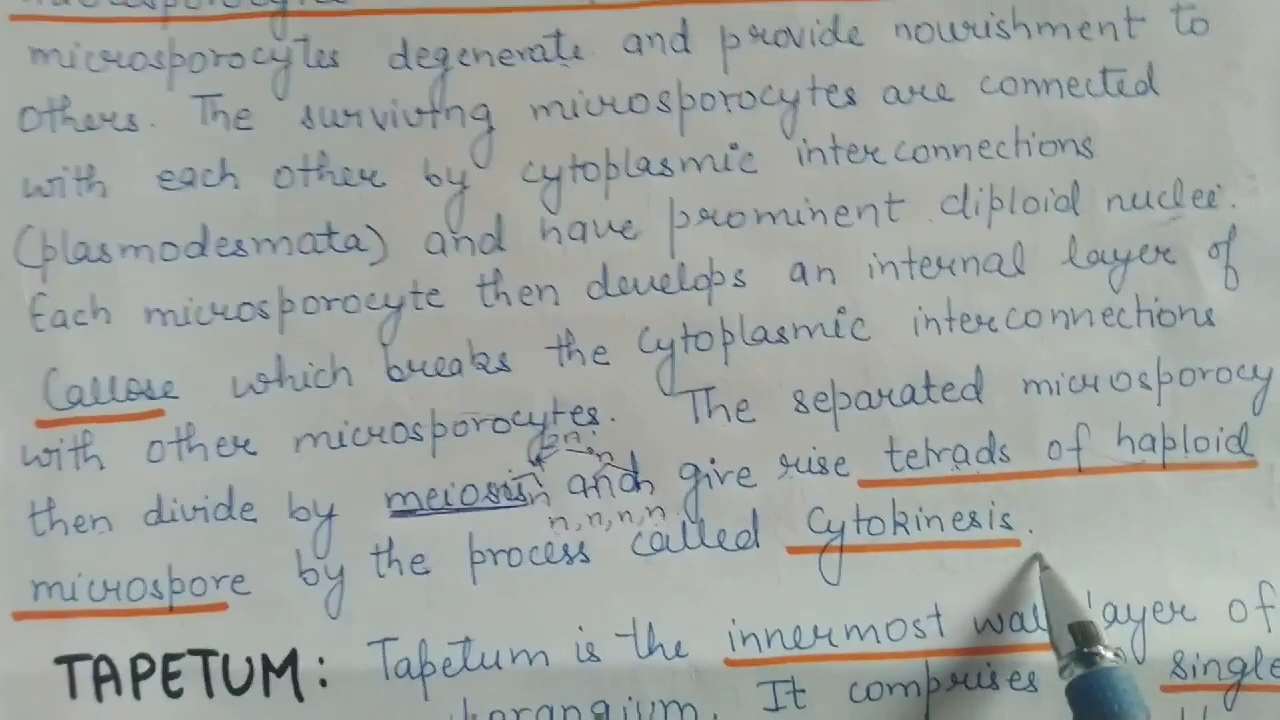 microsporocytes degenerate and provide nourishment to
others. The surviving microsporocytes are connected
with each other by cytoplasmic interconnections
(plasmodesmata) and have prominent diploid nuclei.
Each microsporocyte then develops an internal layer of
Callose which breaks the cytoplasmic interconnections
with other microsporocytes. The separated microsporocy
2n
n
then divide by meiosis and give rise tetrads of haploid
n, n, n, n
microspore by the process called Cytokinesis.
TAPETUM: Tapetum is the innermost wall layer of
It comprises single